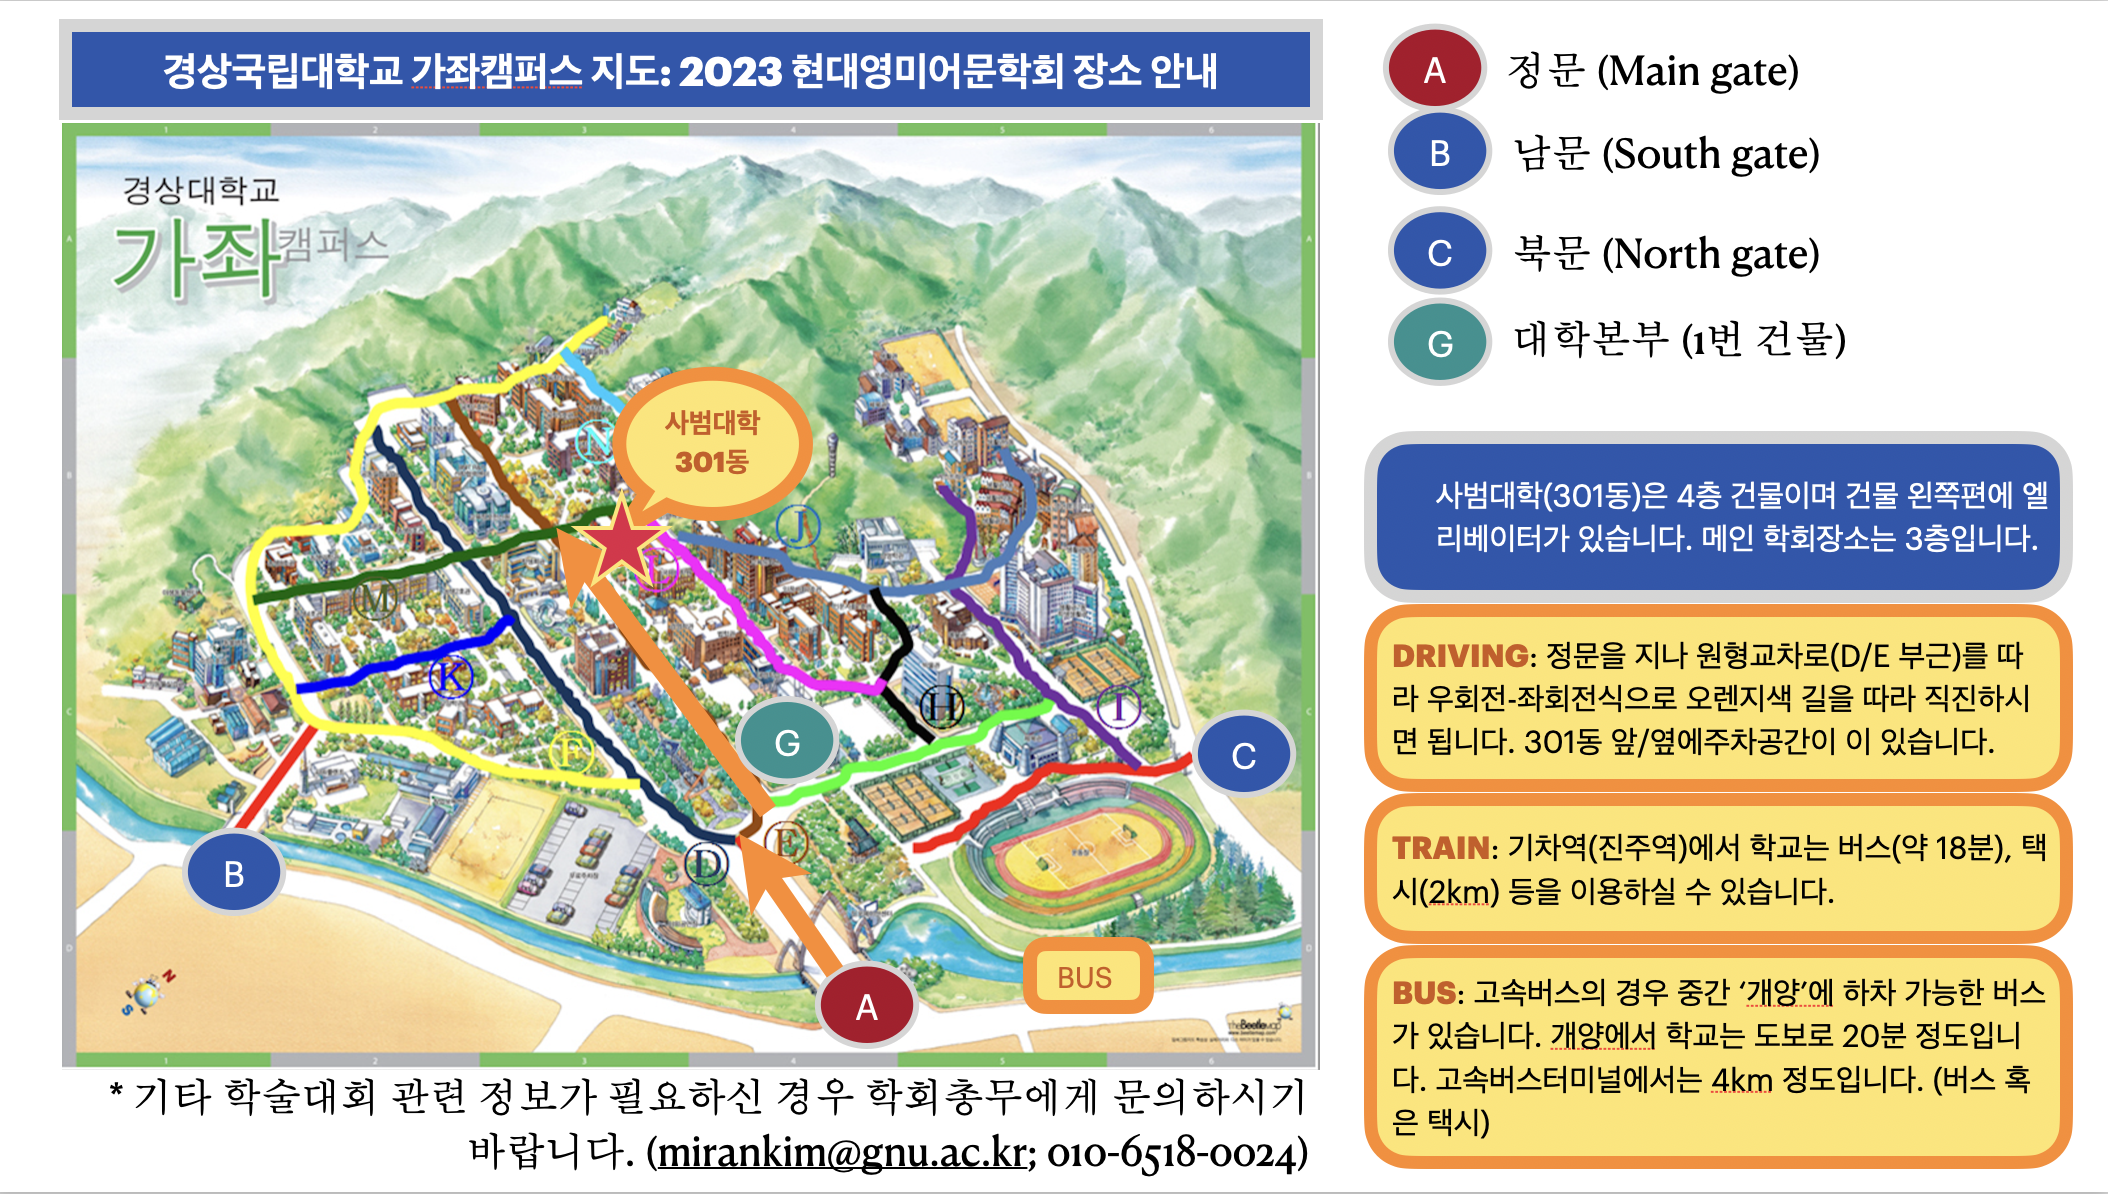 경상국립대학교 가좌캠퍼스 지도: 2023 현대영미어문학회 장소 안내
경상대학교
가좌캠퍼스
사범대학
301동
N
J
L
M
K
H
I
F
G
C
B
D
E
A
BUS
N
S
theBeetlemap
* 기타 학술대회 관련 정보가 필요하신 경우 학회총무에게 문의하시기
바랍니다. (mirankim@gnu.ac.kr; 010-6518-0024)
A 정문 (Main gate)
B 남문 (South gate)
C 북문 (North gate)
G 대학본부 (1번 건물)
사범대학(301동)은 4층 건물이며 건물 왼쪽편에 엘
리베이터가 있습니다. 메인 학회장소는 3층입니다.
DRIVING: 정문을 지나 원형교차로(D/E 부근)를 따
라 우회전-좌회전식으로 오렌지색 길을 따라 직진하시
면 됩니다. 301동 앞/옆에주차공간이 이 있습니다.
TRAIN: 기차역(진주역)에서 학교는 버스(약 18분), 택
시(2km) 등을 이용하실 수 있습니다.
BUS: 고속버스의 경우 중간 ‘개양’에 하차 가능한 버스
가 있습니다. 개양에서 학교는 도보로 20분 정도입니
다. 고속버스터미널에서는 4km 정도입니다. (버스 혹
은 택시)